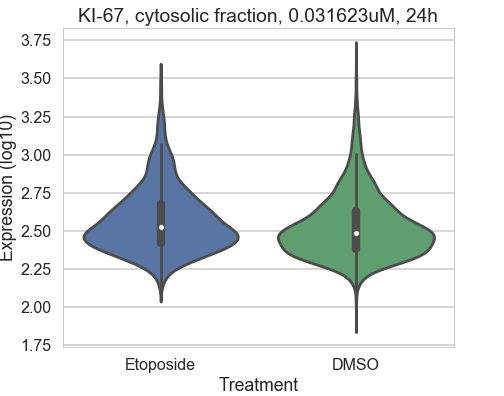 KI-67, cytosolic fraction, 0.031623uM, 24h
Expression (log10)
3.75
3.50
3.25
3.00
2.75
2.50
2.25
2.00
1.75
Etoposide DMSO
Treatment